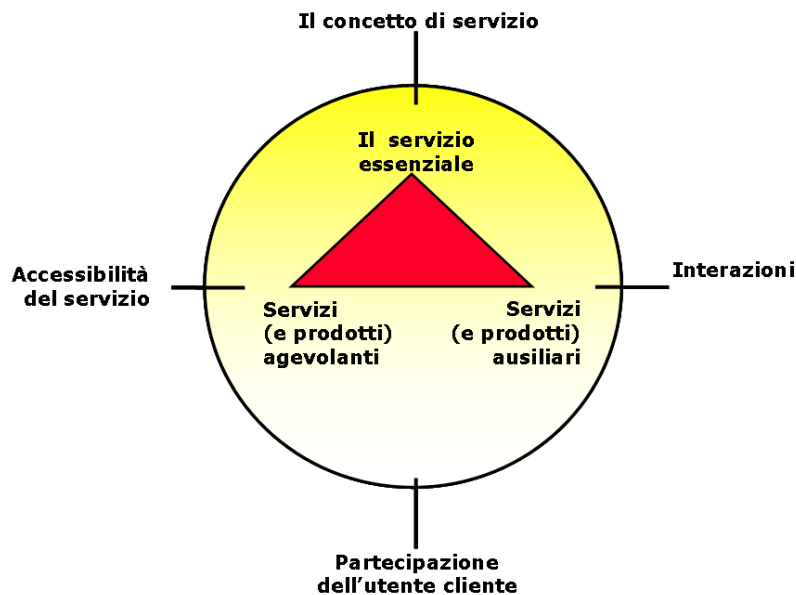 Il concetto di servizio
Il servizio
essenziale
Accessibilità
del servizio
Interazioni
Servizi
(e prodotti)
agevolanti
Servizi
(e prodotti)
ausiliari
Partecipazione
dell'utente cliente